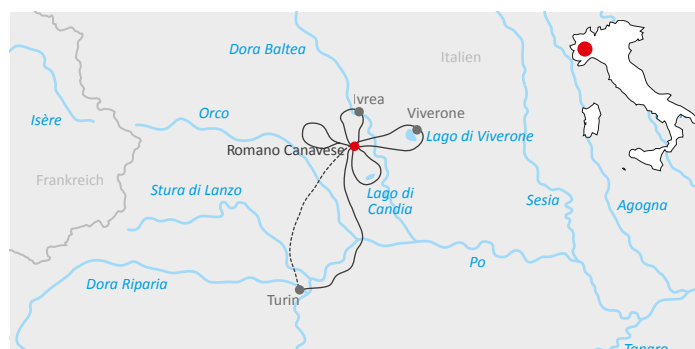 Dora Baltea
Italien
Ivrea
Isère
Orco
Viverone
Lago di Viverone
Romano Canavese
Frankreich
Stura di Lanzo
Lago di
Candia
Sesia
Agogna
Po
Dora Riparia
Turin
Tanaro